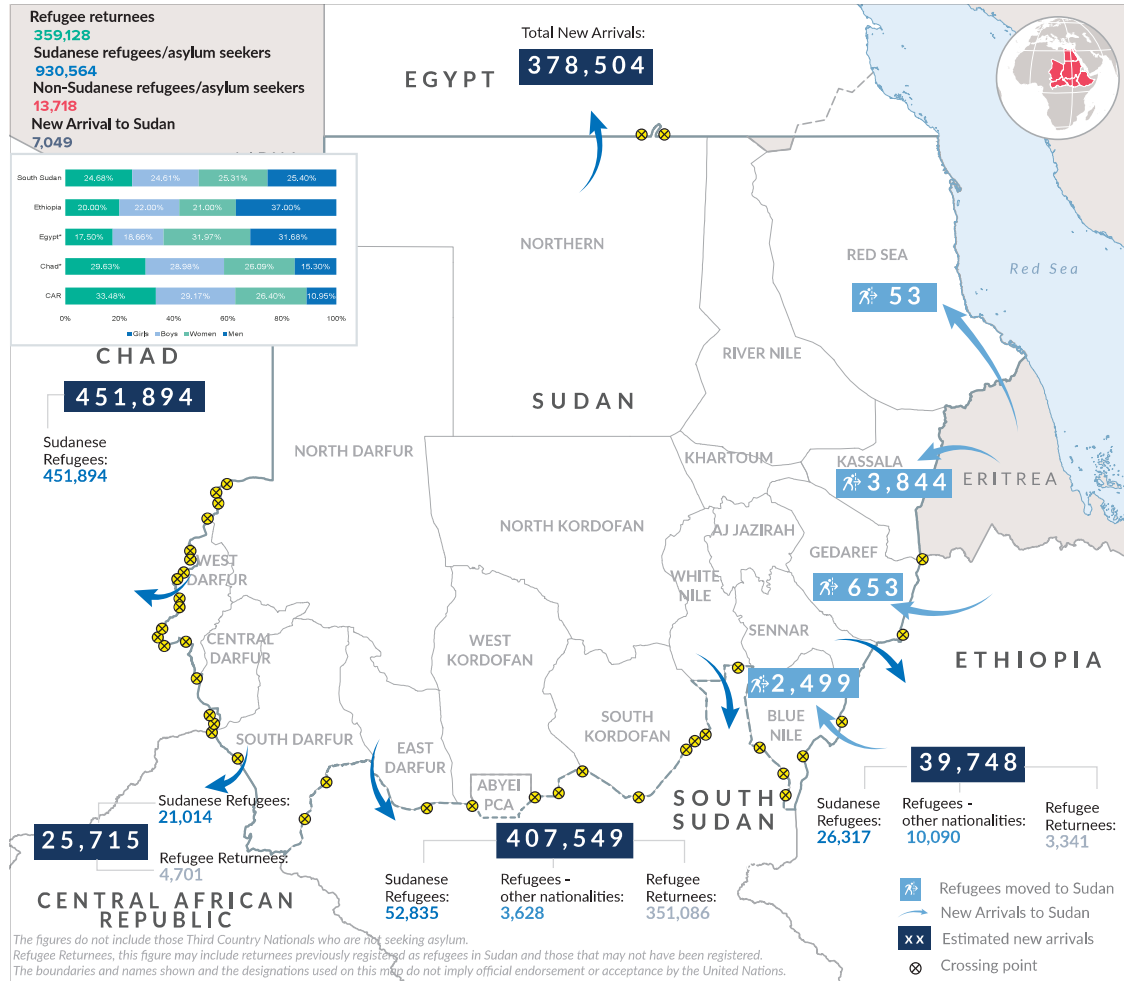 Refugee returnees
359,128
Sudanese refugees/asylum seekers
930,564
Non-Sudanese refugees/asylum seekers
13,718
New Arrival to Sudan
7,049
Total New Arrivals:
378,504
EGYPT
South Sudan 24.68% 24.61% 25.31% 25.40%
Ethiopia 20.00% 22.00% 21.00% 37.00%
Egypt* 17.50% 18.66% 31.97% 31.68%
Chad* 29.63% 28.98% 26.09% 15.30%
CAR 33.48% 29.17% 26.40% 10.95%
0% 20% 40% 60% 80% 100%
Girls Boys Women Men
NORTHERN
RED SEA
Red Sea
53
RIVER NILE
CHAD
451,894
Sudanese
Refugees:
451,894
SUDAN
NORTH DARFUR
KHARTOUM
KASSALA
3,844
ERITREA
NORTH KORDOFAN
AJ JAZIRAH
GEDAREF
653
WEST
DARFUR
WHITE
NILE
SENNAR
CENTRAL
DARFUR
WEST
KORDOFAN
ETHIOPIA
2,499
SOUTH
KORDOFAN
BLUE
NILE
SOUTH DARFUR
EAST
DARFUR
ABYEI
PCA
SOUTH
SUDAN
39,748
Sudanese
Refugees:
26,317
Refugees -
other nationalities:
10,090
Refugee
Returnees:
3,341
Sudanese Refugees:
21,014
25,715
Refugee Returnees:
4,701
CENTRAL AFRICAN
REPUBLIC
407,549
Sudanese
Refugees:
52,835
Refugees -
other nationalities:
3,628
Refugee
Returnees:
351,086
Refugees moved to Sudan
New Arrivals to Sudan
XX Estimated new arrivals
Crossing point
The figures do not include those Third Country Nationals who are not seeking asylum.
Refugee Returnees, this figure may include returnees previously registered as refugees in Sudan and those that may not have been registered.
The boundaries and names shown and the designations used on this map do not imply official endorsement or acceptance by the United Nations.